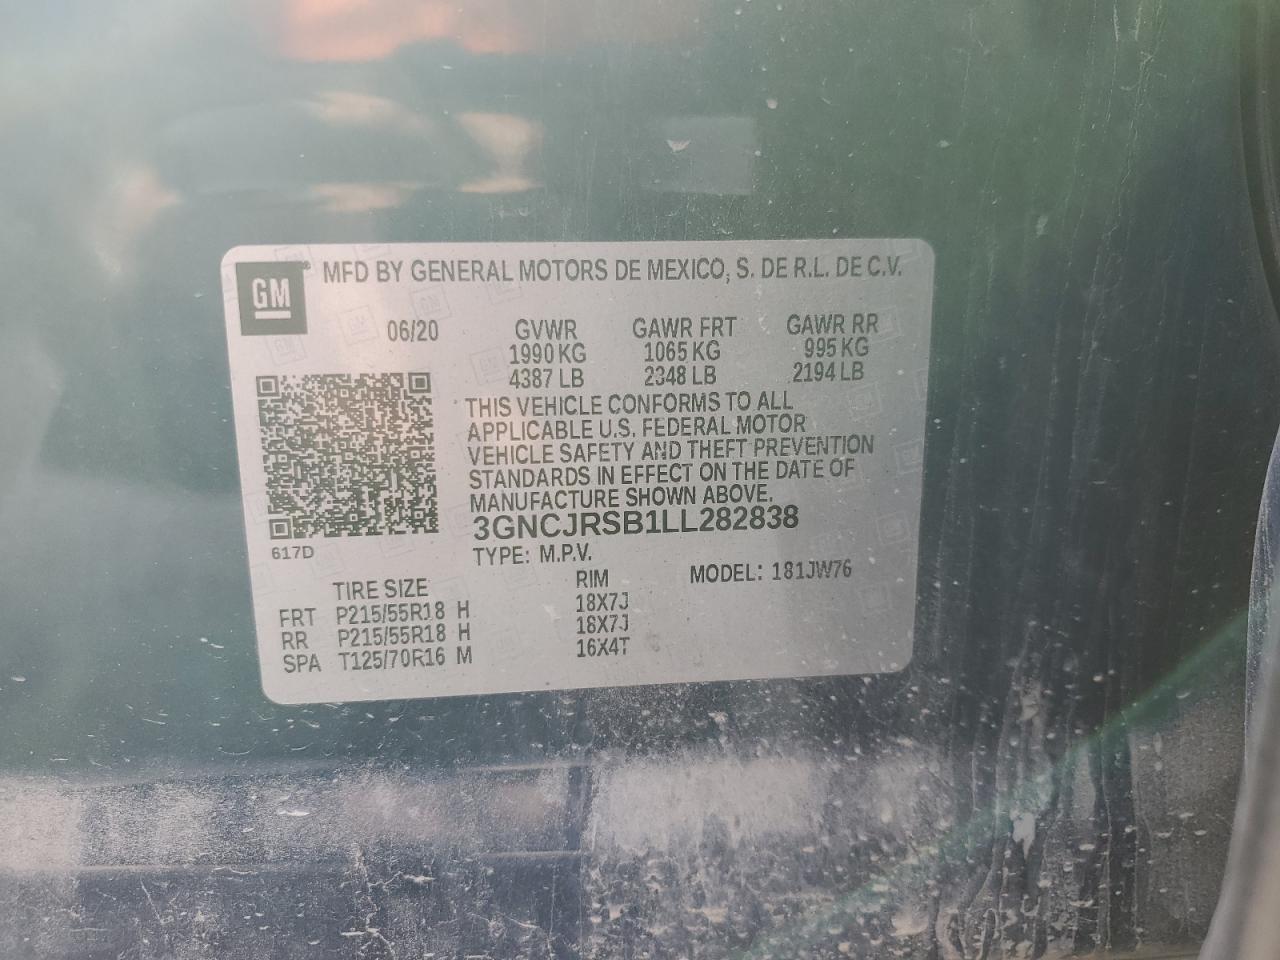 GM® MFD BY GENERAL MOTORS DE MEXICO, S. DE R.L. DE C.V.
06/20 GVWR GAWR FRT GAWR RR
1990 KG 1065 KG 995 KG
4387 LB 2348 LB 2194 LB
THIS VEHICLE CONFORMS TO ALL
APPLICABLE U.S. FEDERAL MOTOR
VEHICLE SAFETY AND THEFT PREVENTION
STANDARDS IN EFFECT ON THE DATE OF
MANUFACTURE SHOWN ABOVE.
3GNCJRSB1LL282838
617D
TYPE: M.P.V. MODEL: 181JW76
TIRE SIZE RIM
FRT P215/55R18 H 18X7J
RR P215/55R18 H 18X7J
SPA T125/70R16 M 16X4T